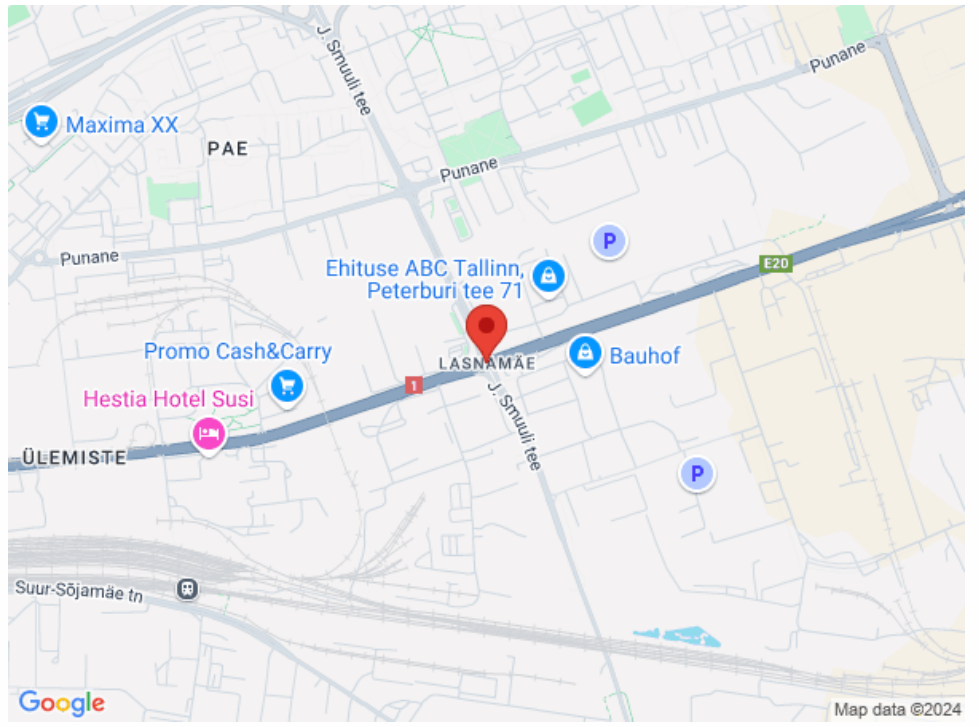 J. Smuuli tee
Punane
Maxima XX
PAE
Punane
Punane
P
Ehituse ABC Tallinn,
Peterburi tee 71
E20
Promo Cash&Carry
LASNAMÄE
Bauhof
1
Hestia Hotel Susi
J. Smuuli tee
ÜLEMISTE
P
Suur-Sõjamäe tn
Google
Map data ©2024